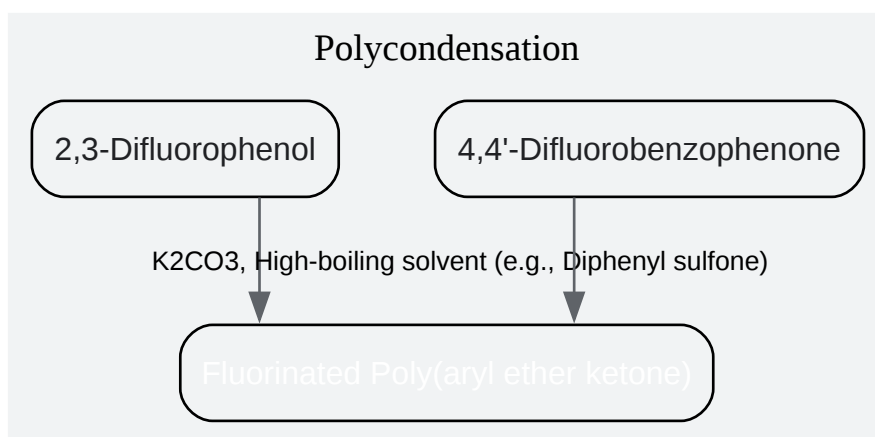 Polycondensation
2,3-Difluorophenol
4,4'-Difluorobenzophenone
K2CO3, High-boiling solvent (e.g., Diphenyl sulfone)
Fluorinated Poly(aryl ether ketone)